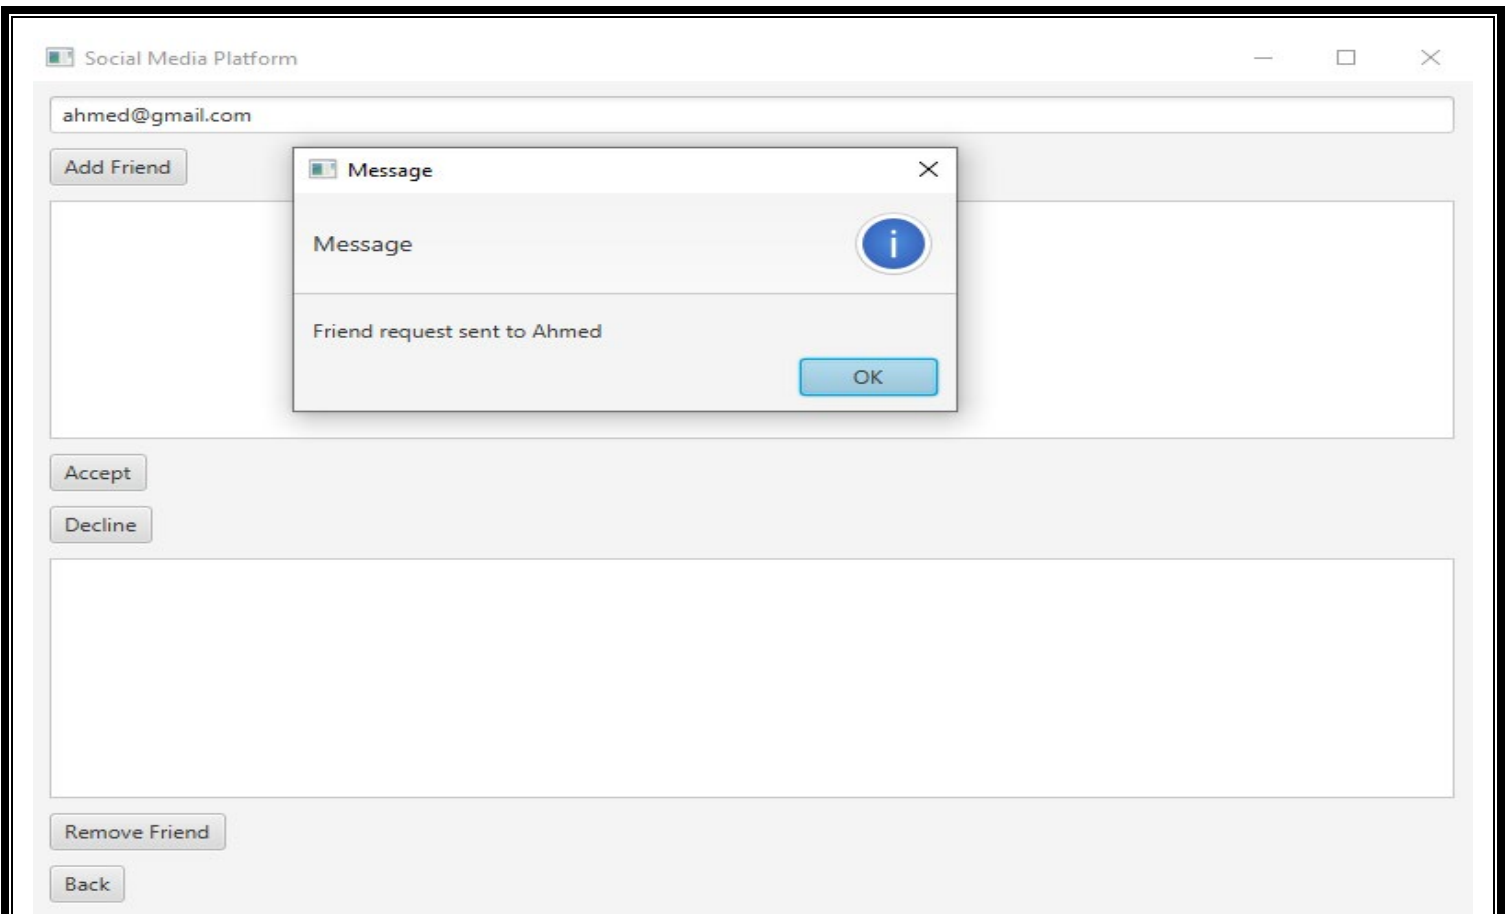 Social Media Platform
ahmed@gmail.com
Add Friend
Message
Message
i
Friend request sent to Ahmed
OK
Accept
Decline
Remove Friend
Back